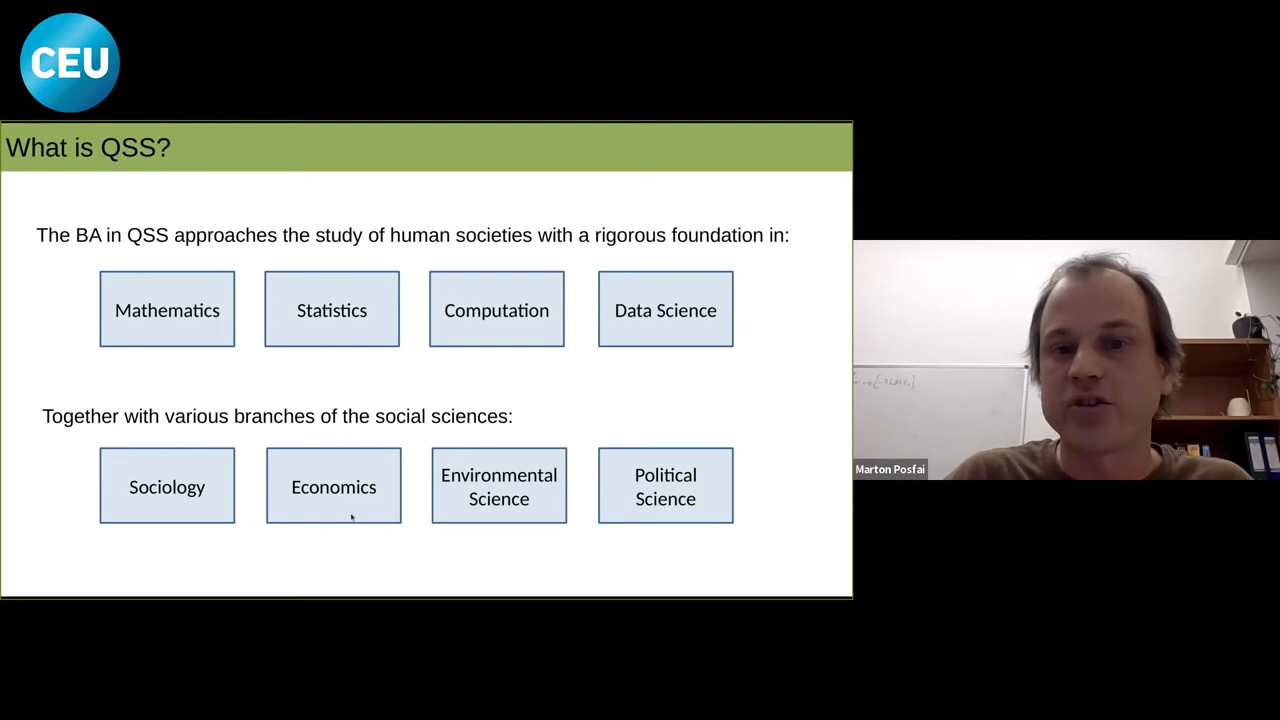 CEU
What is QSS?
The BA in QSS approaches the study of human societies with a rigorous foundation in:
Mathematics
Statistics
Computation
Data Science
Together with various branches of the social sciences:
Sociology
Economics
Environmental
Science
Political
Science
Marton Posfai